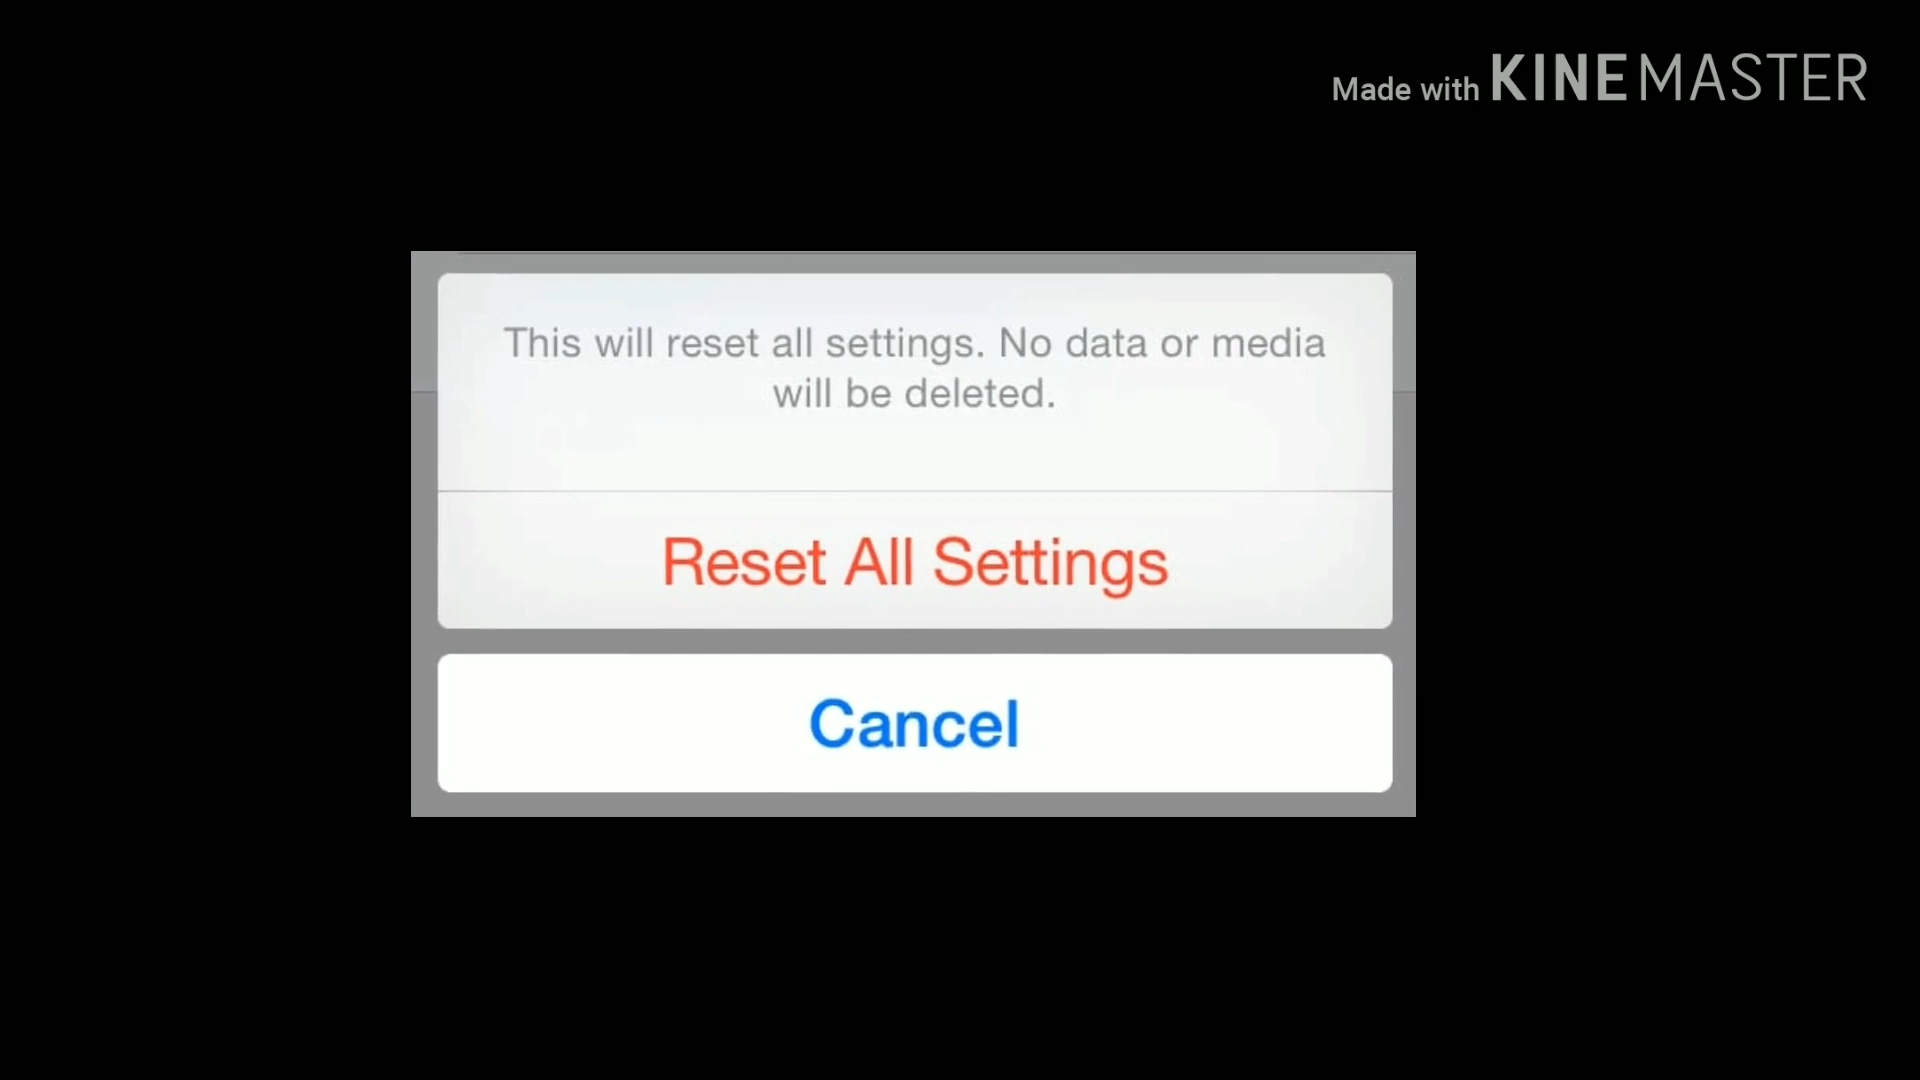 Made with KINEMASTER
This will reset all settings. No data or media
will be deleted.
Reset All Settings
Cancel